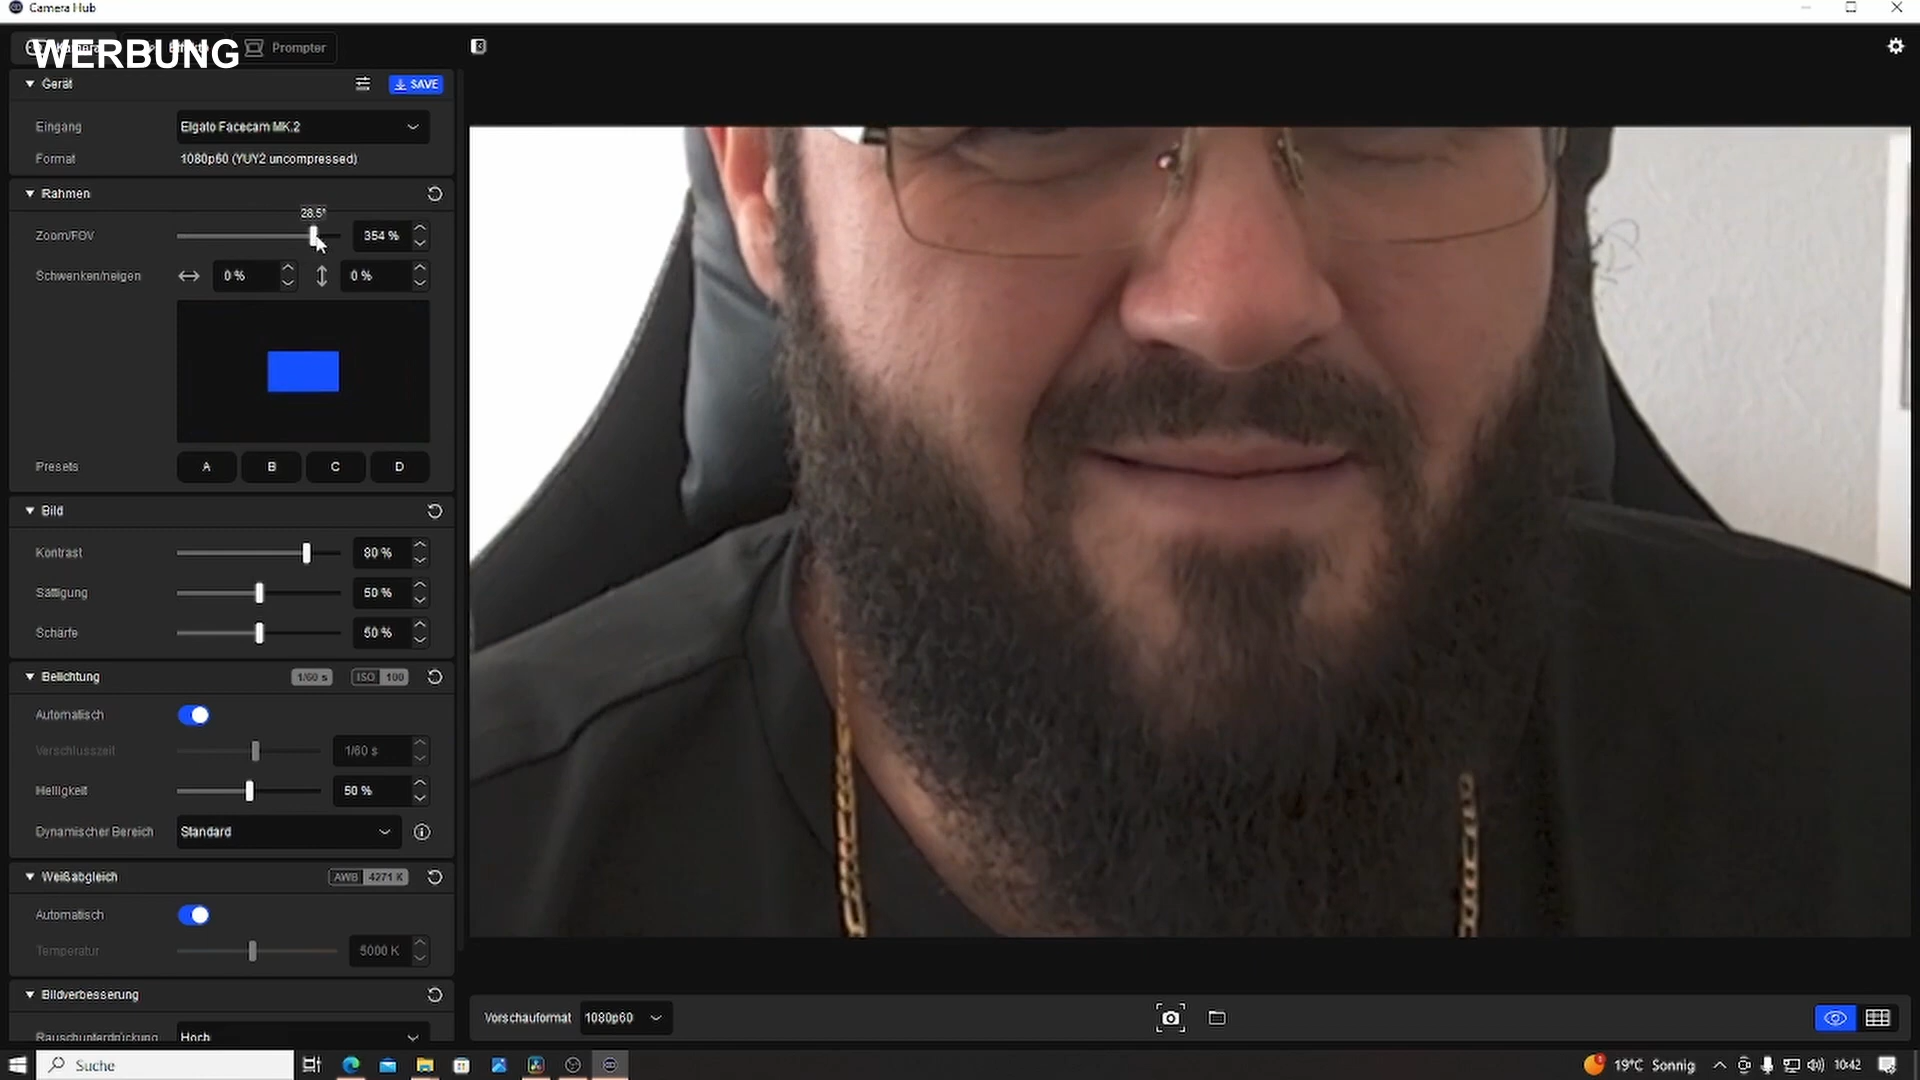 Camera Hub
WERBUNG
Prompter
Gerät
SAVE
Eingang
Elgato Facecam MK.2
Format
1080p60 (YUY2 uncompressed)
Rahmen
28.5°
Zoom/FOV
354 %
Schwenken/neigen
0 %
0 %
Presets
A
B
C
D
Bild
Kontrast
80 %
Sättigung
50 %
Schärfe
50 %
Belichtung
1/60 s
ISO 100
Automatisch
Verschlusszeit
1/60 s
Helligkeit
50 %
Dynamischer Bereich
Standard
Weißabgleich
AWB 4271 K
Automatisch
Temperatur
5000 K
Bildverbesserung
Rauschunterdrückung
Hoch
Vorschauformat
1080p60
Suche
19°C Sonnig
10:42